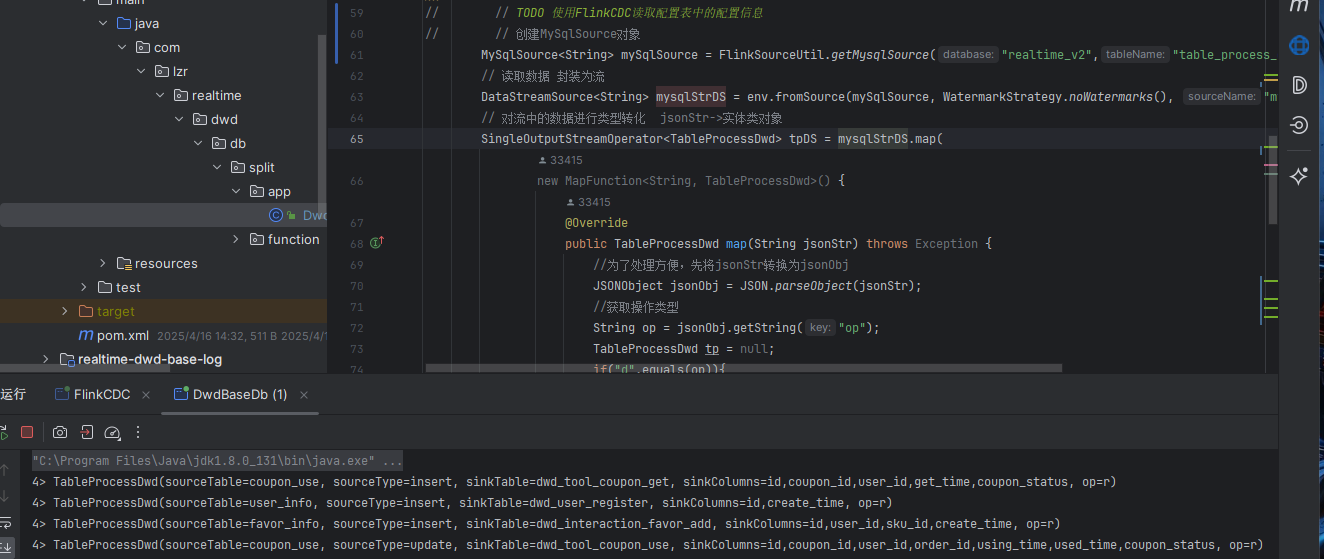 main
java
com
lzr
realtime
dwd
db
split
app
function
resources
test
target
pom.xml 2025/4/16 14:32, 511 B 2025/4/1
realtime-dwd-base-log
59 // // TODO 使用FlinkCDC读取配置表中的配置信息
60 // // 创建MySqlSource对象
61 MySqlSource<String> mySqlSource = FlinkSourceUtil.getMysqlSource( database: "realtime_v2", tableName: "table_process_
62 // 读取数据 封装为流
63 DataStreamSource<String> mysqlStrDS = env.fromSource(mySqlSource, WatermarkStrategy.noWatermarks(), sourceName: "m
64 // 对流中的数据进行类型转化 jsonStr->实体类对象
65 SingleOutputStreamOperator<TableProcessDwd> tpDS = mysqlStrDS.map(
33415
66 new MapFunction<String, TableProcessDwd>() {
33415
67 @Override
68 public TableProcessDwd map(String jsonStr) throws Exception {
69 //为了处理方便，先将jsonStr转换为jsonObj
70 JSONObject jsonObj = JSON.parseObject(jsonStr);
71 //获取操作类型
72 String op = jsonObj.getString( key: "op");
73 TableProcessDwd tp = null;
74 if("d".equals(op)){
运行 FlinkCDC × DwdBaseDb (1) ×
"C:\Program Files\Java\jdk1.8.0_131\bin\java.exe" ...
4> TableProcessDwd(sourceTable=coupon_use, sourceType=insert, sinkTable=dwd_tool_coupon_get, sinkColumns=id,coupon_id,user_id,get_time,coupon_status, op=r)
4> TableProcessDwd(sourceTable=user_info, sourceType=insert, sinkTable=dwd_user_register, sinkColumns=id,create_time, op=r)
4> TableProcessDwd(sourceTable=favor_info, sourceType=insert, sinkTable=dwd_interaction_favor_add, sinkColumns=id,user_id,sku_id,create_time, op=r)
4> TableProcessDwd(sourceTable=coupon_use, sourceType=update, sinkTable=dwd_tool_coupon_use, sinkColumns=id,coupon_id,user_id,order_id,using_time,used_time,coupon_status, op=r)